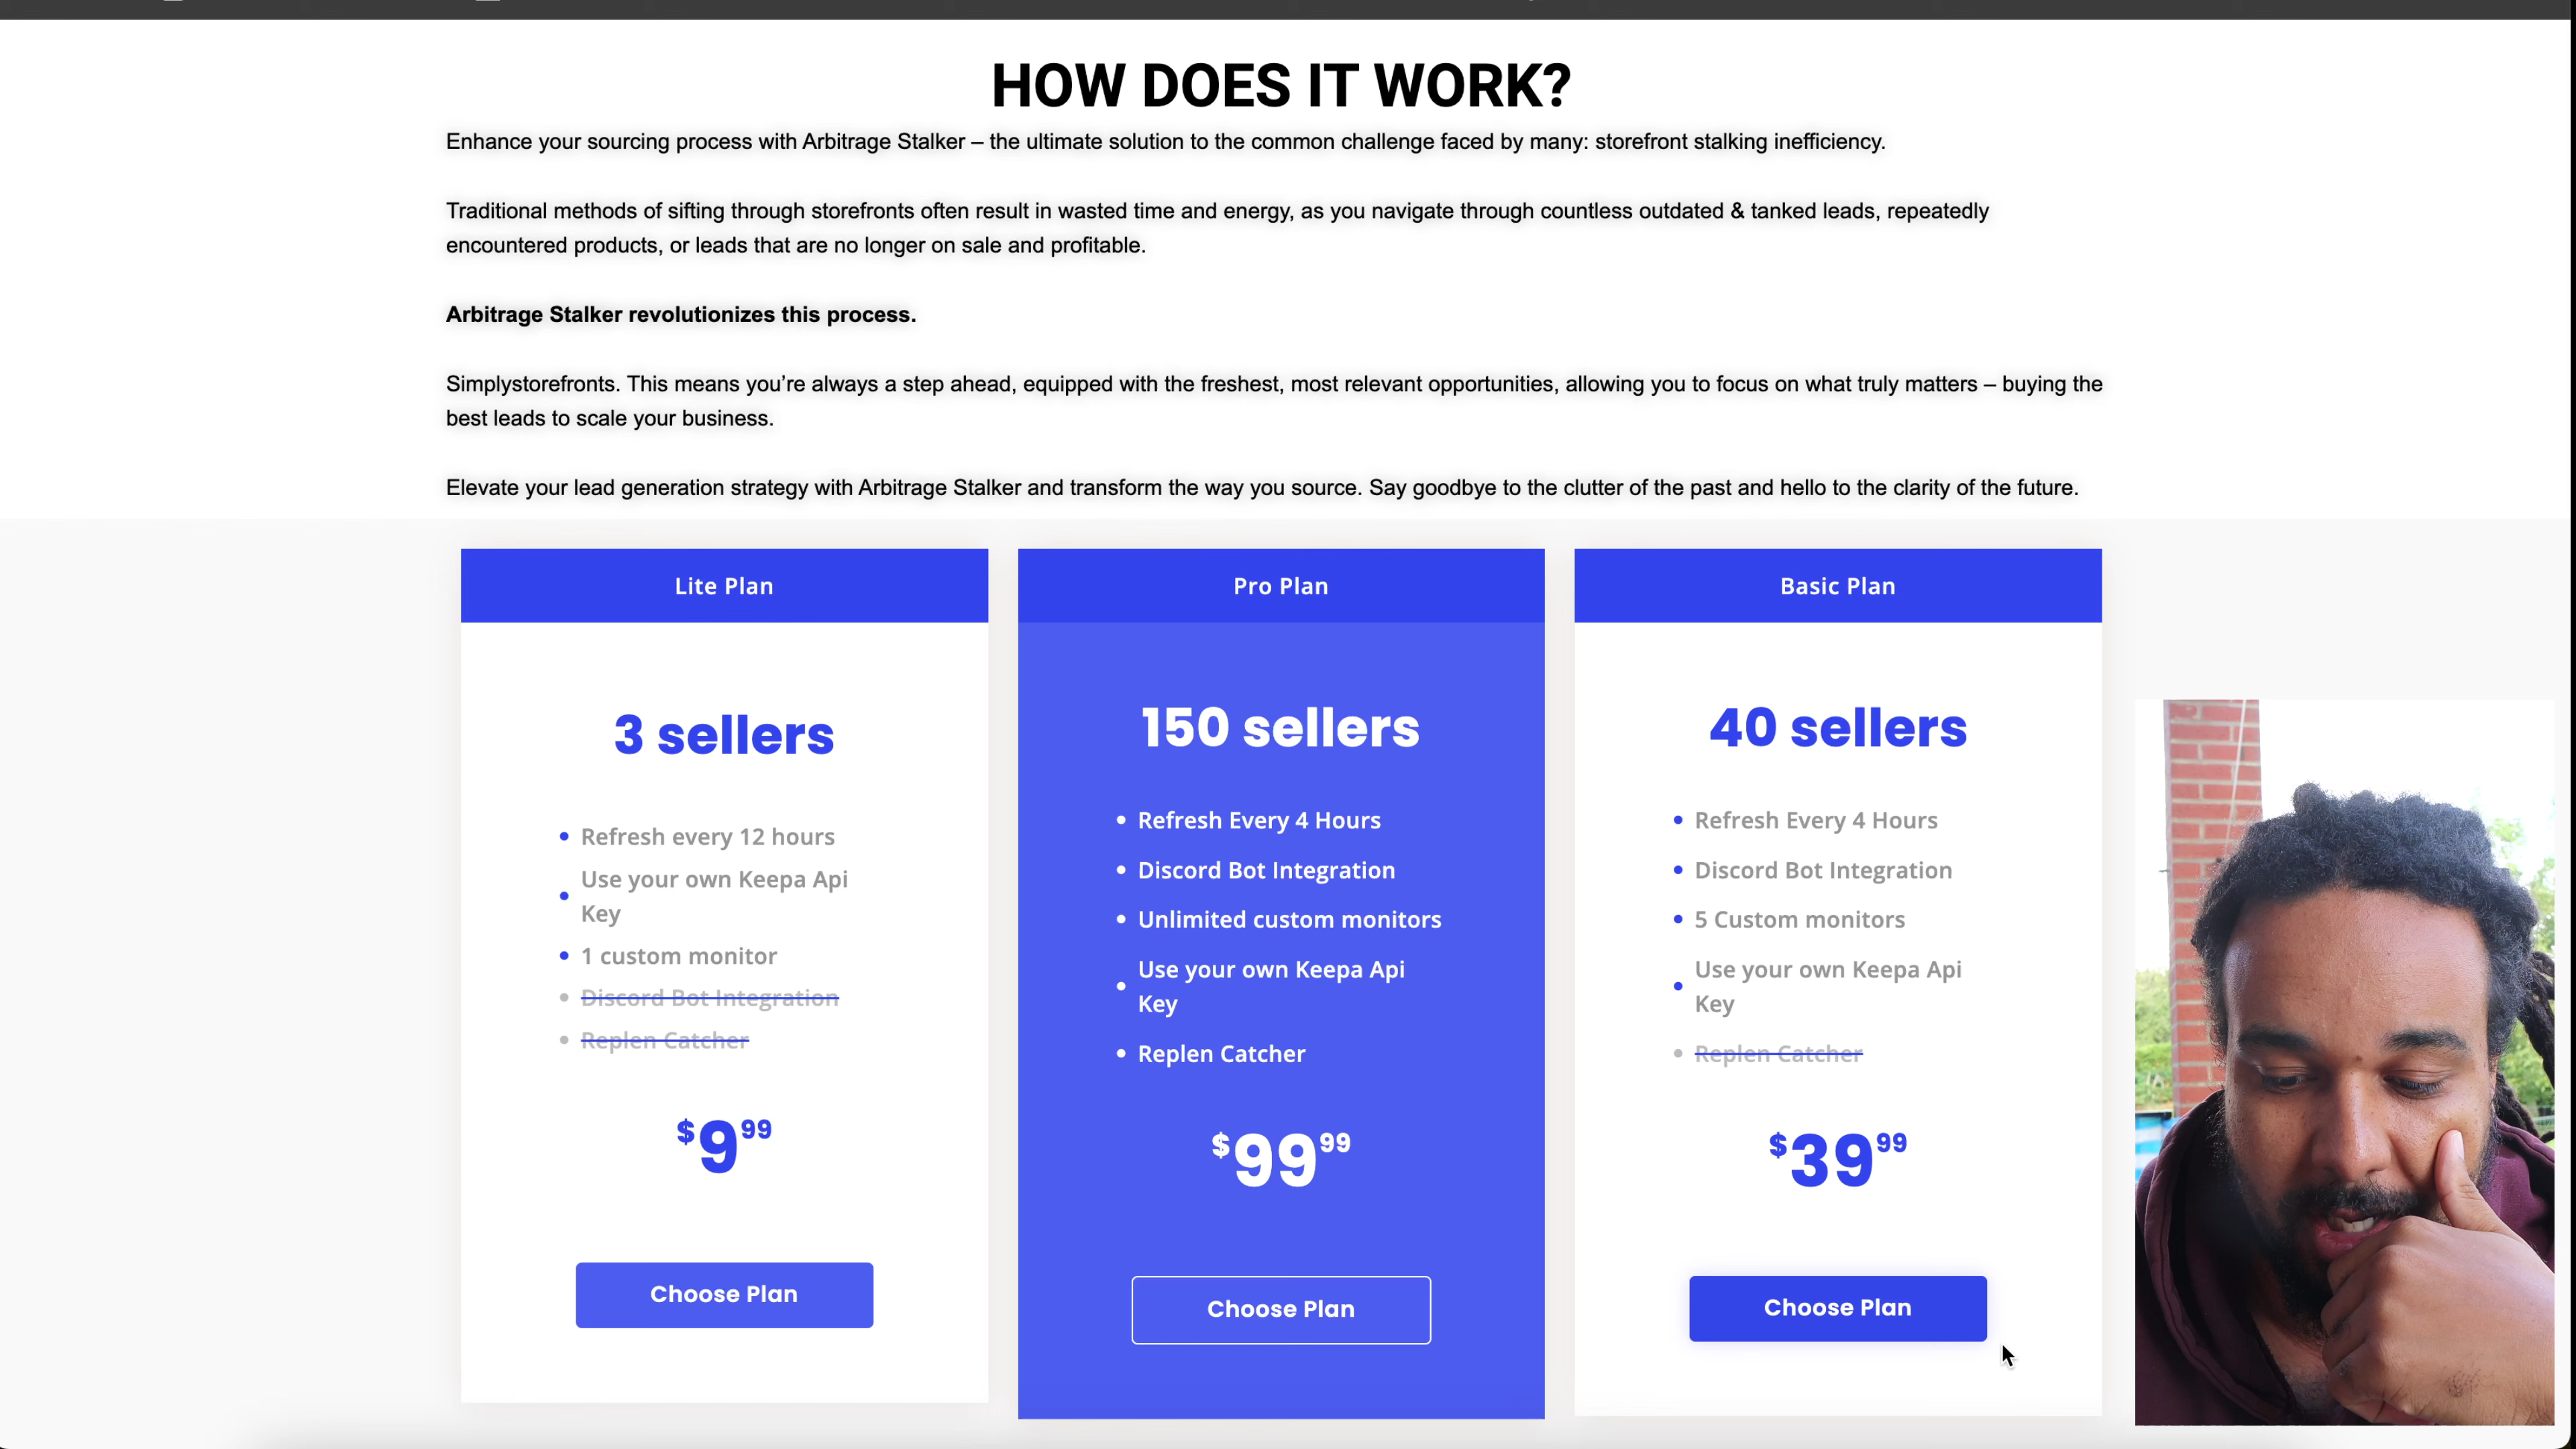 HOW DOES IT WORK?
Enhance your sourcing process with Arbitrage Stalker – the ultimate solution to the common challenge faced by many: storefront stalking inefficiency.
Traditional methods of sifting through storefronts often result in wasted time and energy, as you navigate through countless outdated & tanked leads, repeatedly
encountered products, or leads that are no longer on sale and profitable.
Arbitrage Stalker revolutionizes this process.
Simplystorefronts. This means you’re always a step ahead, equipped with the freshest, most relevant opportunities, allowing you to focus on what truly matters – buying the
best leads to scale your business.
Elevate your lead generation strategy with Arbitrage Stalker and transform the way you source. Say goodbye to the clutter of the past and hello to the clarity of the future.
Lite Plan
3 sellers
Refresh every 12 hours
Use your own Keepa Api
Key
1 custom monitor
Discord Bot Integration
Replen Catcher
$9 99
Choose Plan
Pro Plan
150 sellers
Refresh Every 4 Hours
Discord Bot Integration
Unlimited custom monitors
Use your own Keepa Api
Key
Replen Catcher
$99 99
Choose Plan
Basic Plan
40 sellers
Refresh Every 4 Hours
Discord Bot Integration
5 Custom monitors
Use your own Keepa Api
Key
Replen Catcher
$39 99
Choose Plan